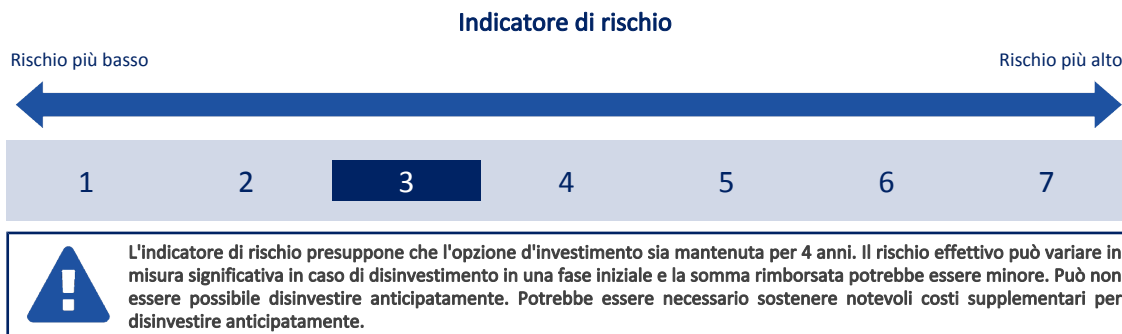 Indicatore di rischio
Rischio più basso
Rischio più alto
1 2 3 4 5 6 7
L'indicatore di rischio presuppone che l'opzione d'investimento sia mantenuta per 4 anni. Il rischio effettivo può variare in
misura significativa in caso di disinvestimento in una fase iniziale e la somma rimborsata potrebbe essere minore. Può non
essere possibile disinvestire anticipatamente. Potrebbe essere necessario sostenere notevoli costi supplementari per
disinvestire anticipatamente.